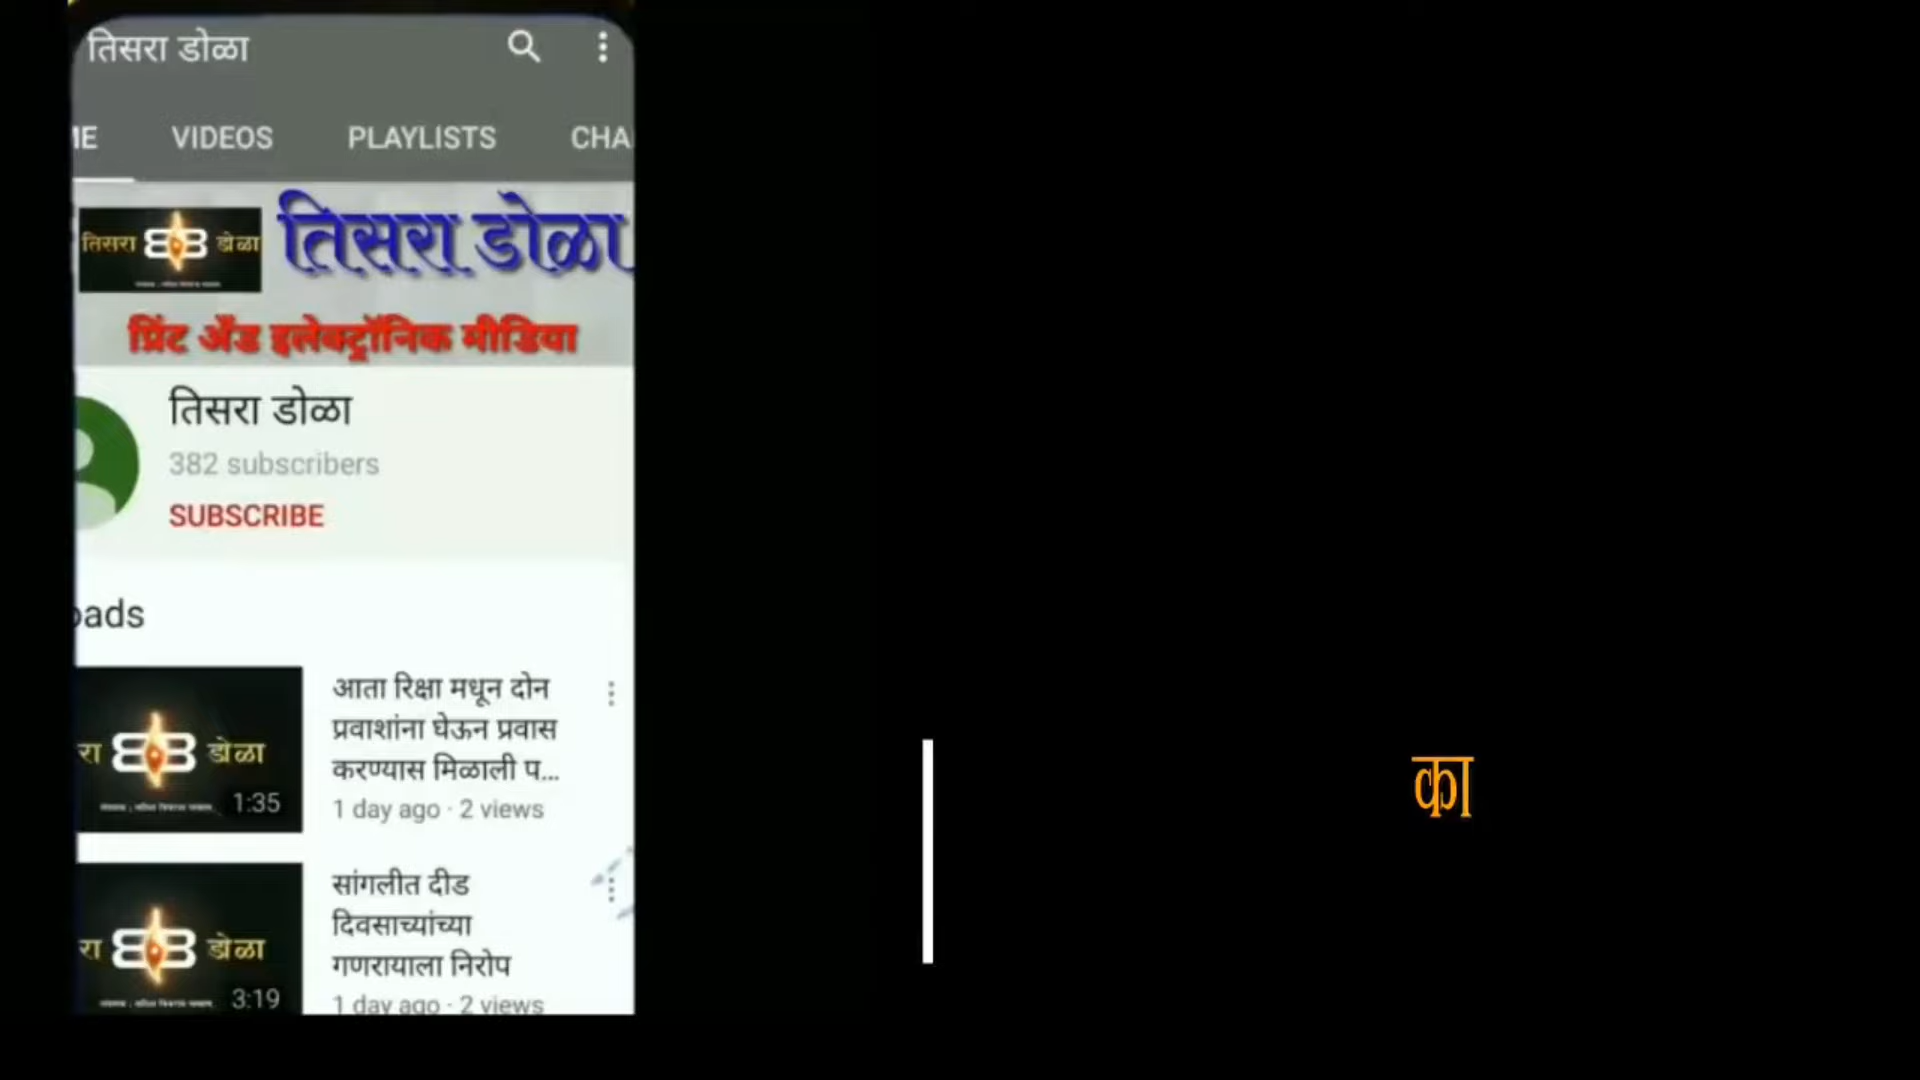 तिसरा डोळा
ME VIDEOS PLAYLISTS CHA
तिसरा डोळा
तिसरा डोळा
प्रिंट अँड इलेक्ट्रॉनिक मीडिया
तिसरा डोळा
382 subscribers
SUBSCRIBE
oads
रा डोळा
1:35
आता रिक्षा मधून दोन
प्रवाशांना घेऊन प्रवास
करण्यास मिळाली प...
1 day ago · 2 views
रा डोळा
3:19
सांगलीत दीड
दिवसाच्यांच्या
गणरायाला निरोप
1 day ago · 2 views
का